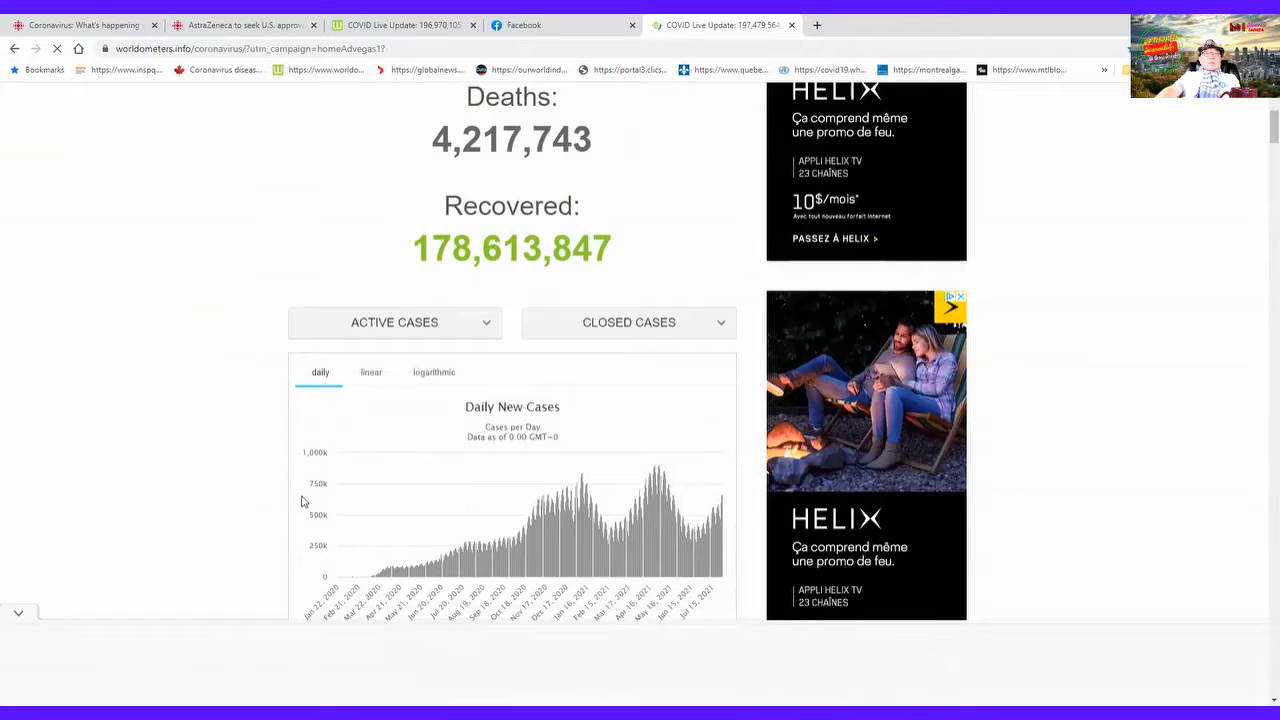 Coronavirus: What's happening
AstraZeneca to seek U.S. approv
COVID Live Update: 196,970,105
Facebook
COVID Live Update: 197,479,564
worldometers.info/coronavirus/?utm_campaign=homeAdvegas1?
Bookmarks
https://www.inspq...
Coronavirus diseas...
https://www.worldo...
https://globalnews...
https://ourworldind...
https://portal3.clics...
https://www.quebe...
https://covid19.wh...
https://montrealga...
https://www.mtlblo...
Deaths:
4,217,743
Recovered:
178,613,847
ACTIVE CASES
CLOSED CASES
daily
linear
logarithmic
Daily New Cases
Cases per Day
Data as of 0:00 GMT+0
1,000k
750k
500k
250k
0
Jan 22, 2020
Feb 21, 2020
Mar 22, 2020
May 21, 2020
Jun 20, 2020
Aug 19, 2020
Sep 18, 2020
Oct 18, 2020
Nov 17, 2020
Dec 17, 2020
Jan 16, 2021
Feb 15, 2021
Mar 17, 2021
Apr 16, 2021
May 16, 2021
Jun 15, 2021
Jul 15, 2021
HELIX
Ça comprend même
une promo de feu.
APPLI HELIX TV
23 CHAÎNES
10$/mois*
Avec tout nouveau forfait Internet
PASSEZ À HELIX >
HELIX
Ça comprend même
une promo de feu.
APPLI HELIX TV
23 CHAÎNES